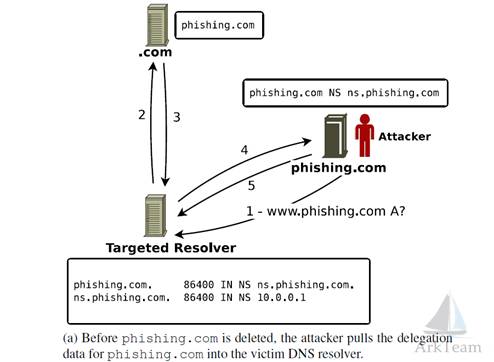 phishing.com
.com
phishing.com NS ns.phishing.com
2
3
4
Attacker
5
phishing.com
1 - www.phishing.com A?
Targeted Resolver
phishing.com. 86400 IN NS ns.phishing.com.
ns.phishing.com. 86400 IN NS 10.0.0.1
(a) Before phishing.com is deleted, the attacker pulls the delegation
data for phishing.com into the victim DNS resolver.
ArkTeam